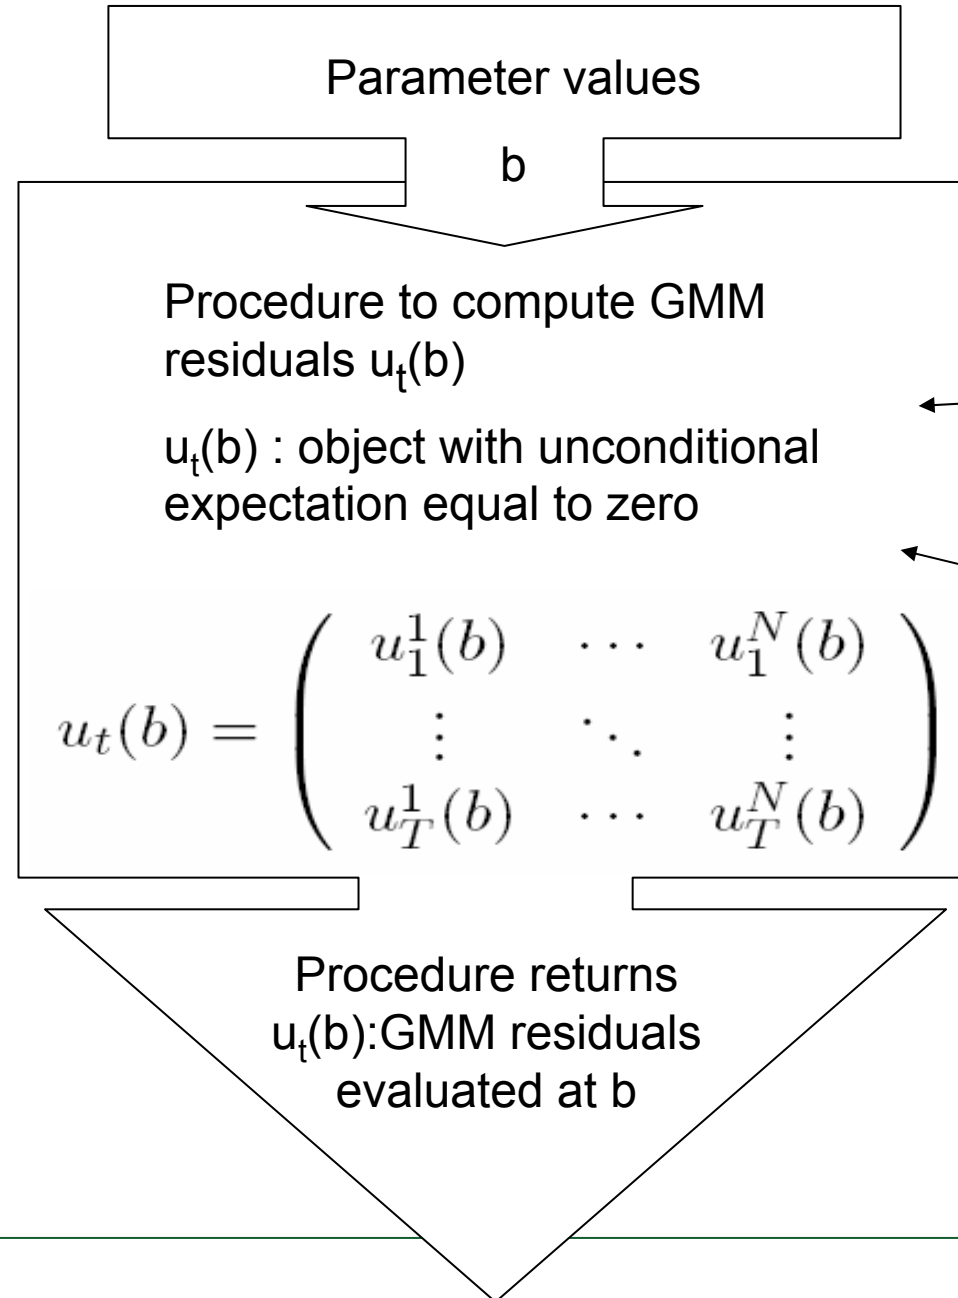 Parameter values
b
Procedure to compute GMM
residuals u_t(b)
u_t(b) : object with unconditional
expectation equal to zero
u_t(b) = ( u_1^1(b) ⋯ u_1^N(b)
⋮ ⋱ ⋮
u_T^1(b) ⋯ u_T^N(b) )
Procedure returns
u_t(b):GMM residuals
evaluated at b